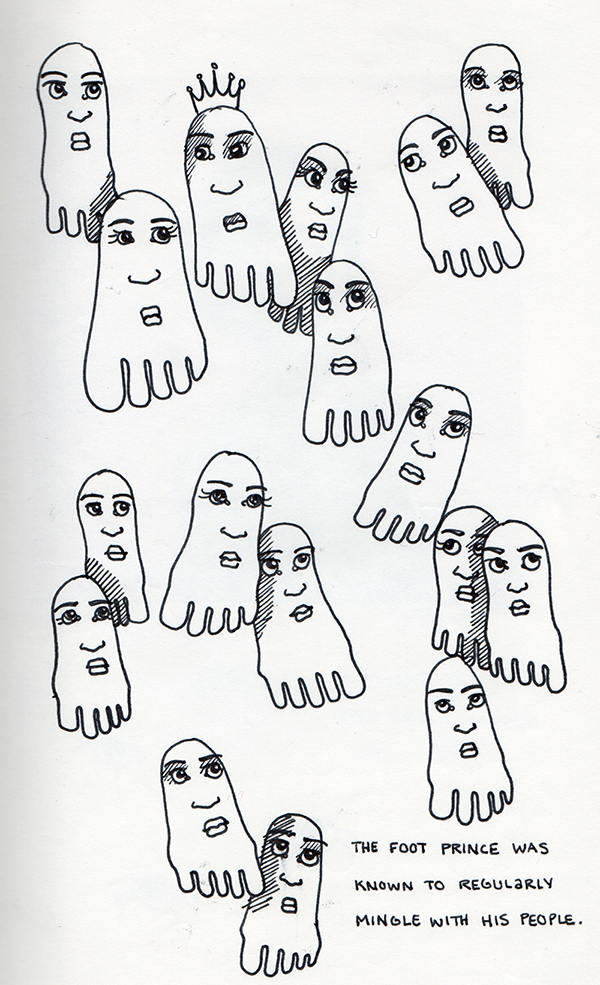 THE FOOT PRINCE WAS
KNOWN TO REGULARLY
MINGLE WITH HIS PEOPLE.